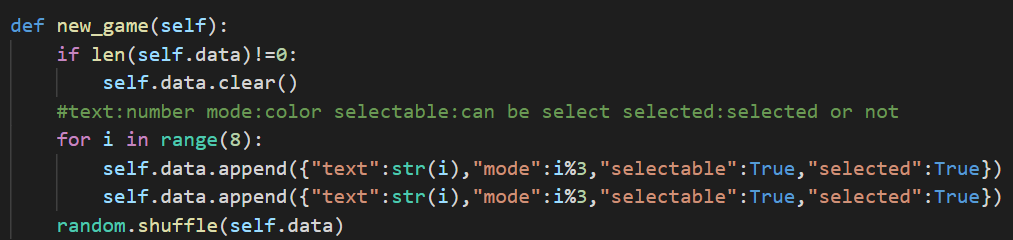 def new_game(self):
    if len(self.data)!=0:
        self.data.clear()
    #text:number mode:color selectable:can be select selected:selected or not
    for i in range(8):
        self.data.append({"text":str(i),"mode":i%3,"selectable":True,"selected":True})
        self.data.append({"text":str(i),"mode":i%3,"selectable":True,"selected":True})
    random.shuffle(self.data)